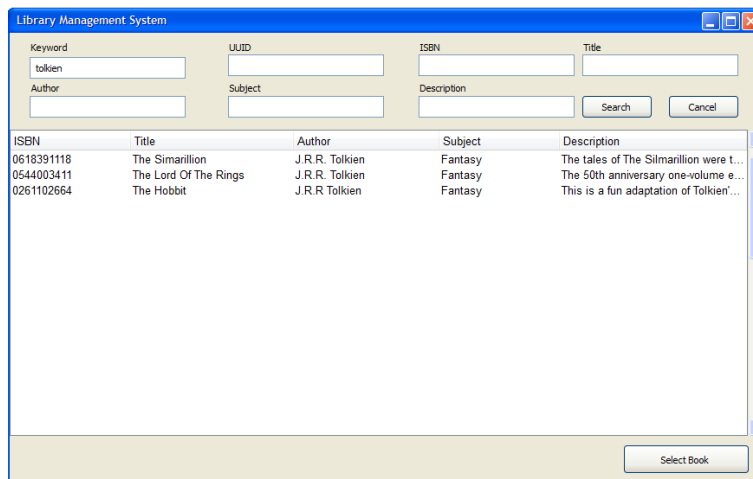 Library Management System
Keyword UUID ISBN Title
tolkien
Author Subject Description
Search Cancel
ISBN Title Author Subject Description
0618391118 The Simarillion J.R.R. Tolkien Fantasy The tales of The Silmarillion were t...
0544003411 The Lord Of The Rings J.R.R. Tolkien Fantasy The 50th anniversary one-volume e...
0261102664 The Hobbit J.R.R Tolkien Fantasy This is a fun adaptation of Tolkien'...
Select Book